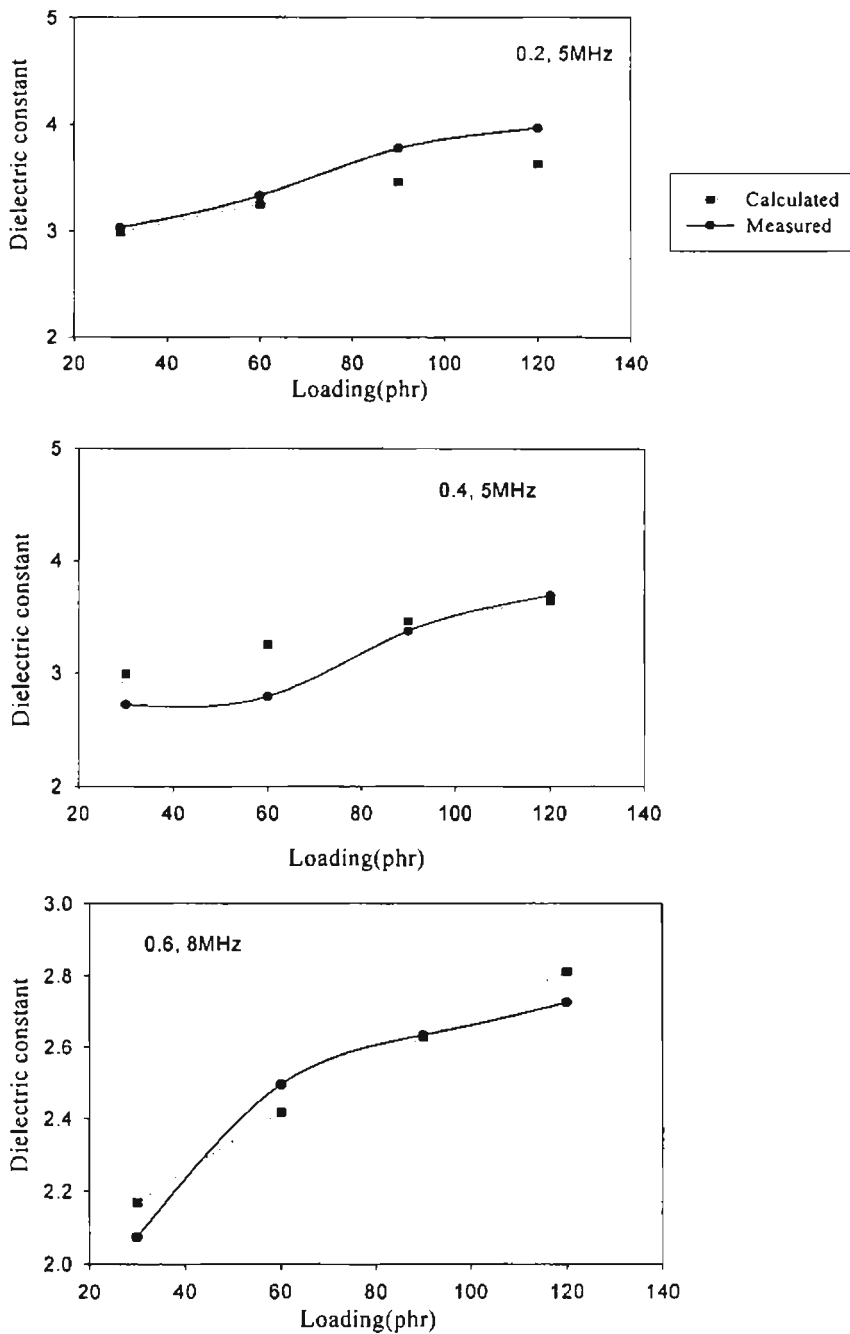 5
4
3
2
Dielectric constant
0.2, 5MHz
20 40 60 80 100 120 140
Loading(phr)
Calculated
Measured
5
4
3
2
Dielectric constant
0.4, 5MHz
20 40 60 80 100 120 140
Loading(phr)
3.0
2.8
2.6
2.4
2.2
2.0
Dielectric constant
0.6, 8MHz
20 40 60 80 100 120 140
Loading(phr)